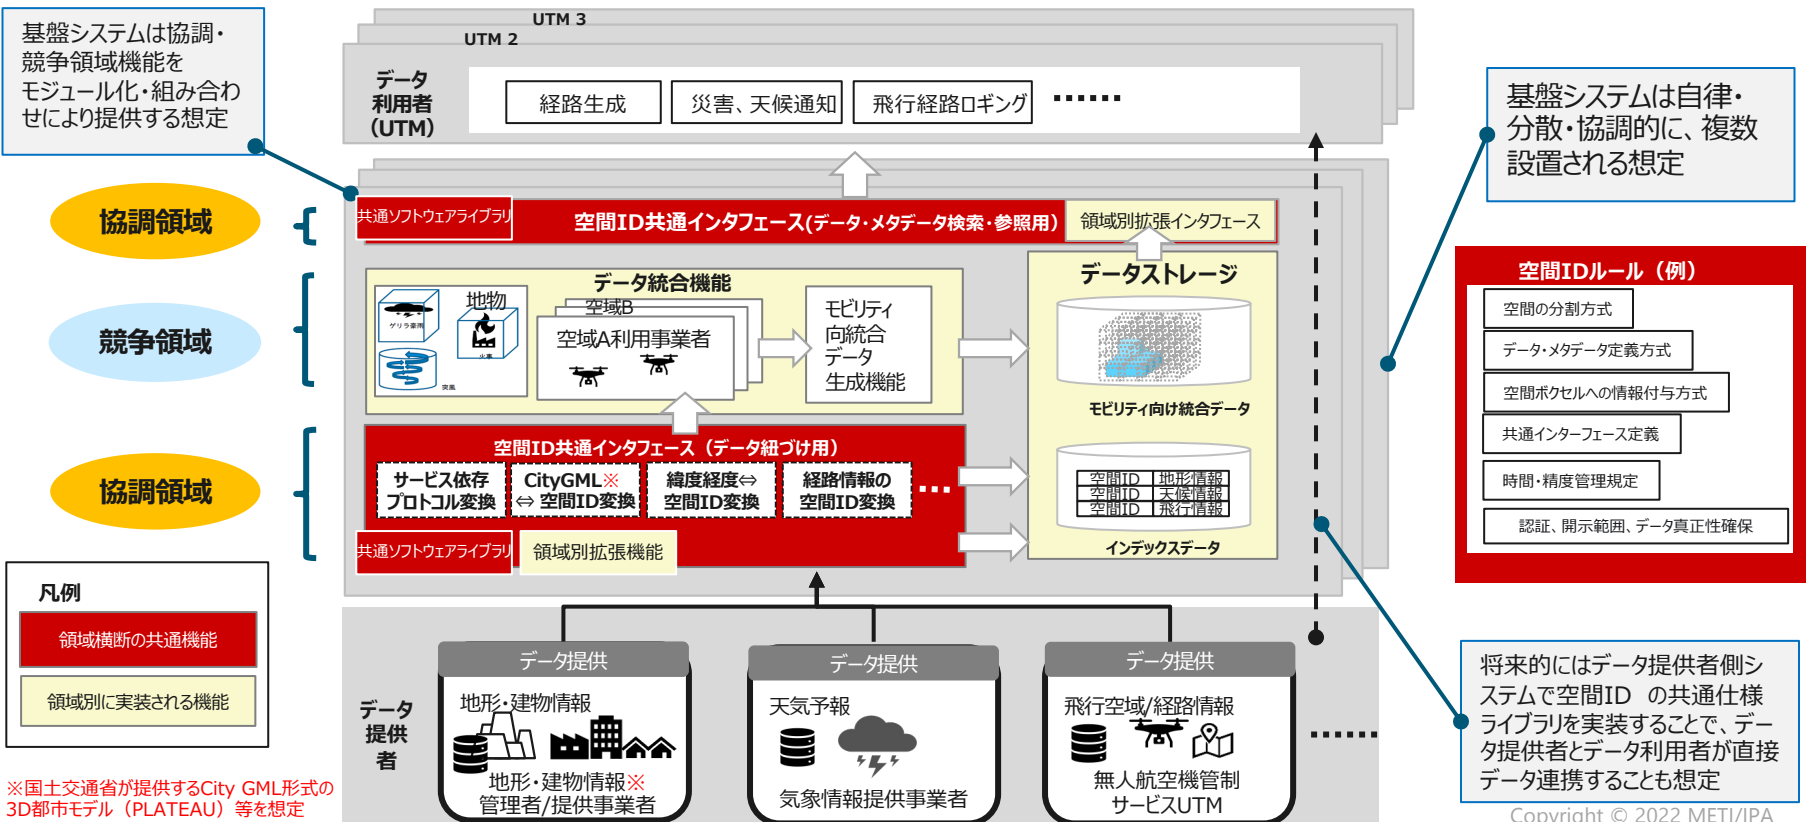 基盤システムは協調・
競争領域機能を
モジュール化・組み合わ
せにより提供する想定
UTM 3
UTM 2
データ
利用者
（UTM）
経路生成
災害、天候通知
飛行経路ロギング
……
基盤システムは自律・
分散・協調的に、複数
設置される想定
協調領域
共通ソフトウェアライブラリ
空間ID共通インタフェース(データ・メタデータ検索・参照用）
領域別拡張インタフェース
競争領域
データ統合機能
ゲリラ豪雨
地物
火事
突風
空域B
空域A利用事業者
モビリティ
向統合
データ
生成機能
データストレージ
モビリティ向け統合データ
空間ID 地形情報
空間ID 天候情報
空間ID 飛行情報
インデックスデータ
協調領域
空間ID共通インタフェース（データ紐づけ用）
サービス依存
プロトコル変換
CityGML※
⇔ 空間ID変換
緯度経度⇔
空間ID変換
経路情報の
空間ID変換
…
共通ソフトウェアライブラリ
領域別拡張機能
空間IDルール（例）
空間の分割方式
データ・メタデータ定義方式
空間ボクセルへの情報付与方式
共通インターフェース定義
時間・精度管理規定
認証、開示範囲、データ真正性確保
凡例
領域横断の共通機能
領域別に実装される機能
※国土交通省が提供するCity GML形式の
3D都市モデル（PLATEAU）等を想定
データ
提供
者
データ提供
地形・建物情報
地形・建物情報※
管理者/提供事業者
データ提供
天気予報
気象情報提供事業者
データ提供
飛行空域/経路情報
無人航空機管制
サービスUTM
……
将来的にはデータ提供者側シ
ステムで空間ID の共通仕様
ライブラリを実装することで、デー
タ提供者とデータ利用者が直接
データ連携することも想定
Copyright © 2022 METI/IPA